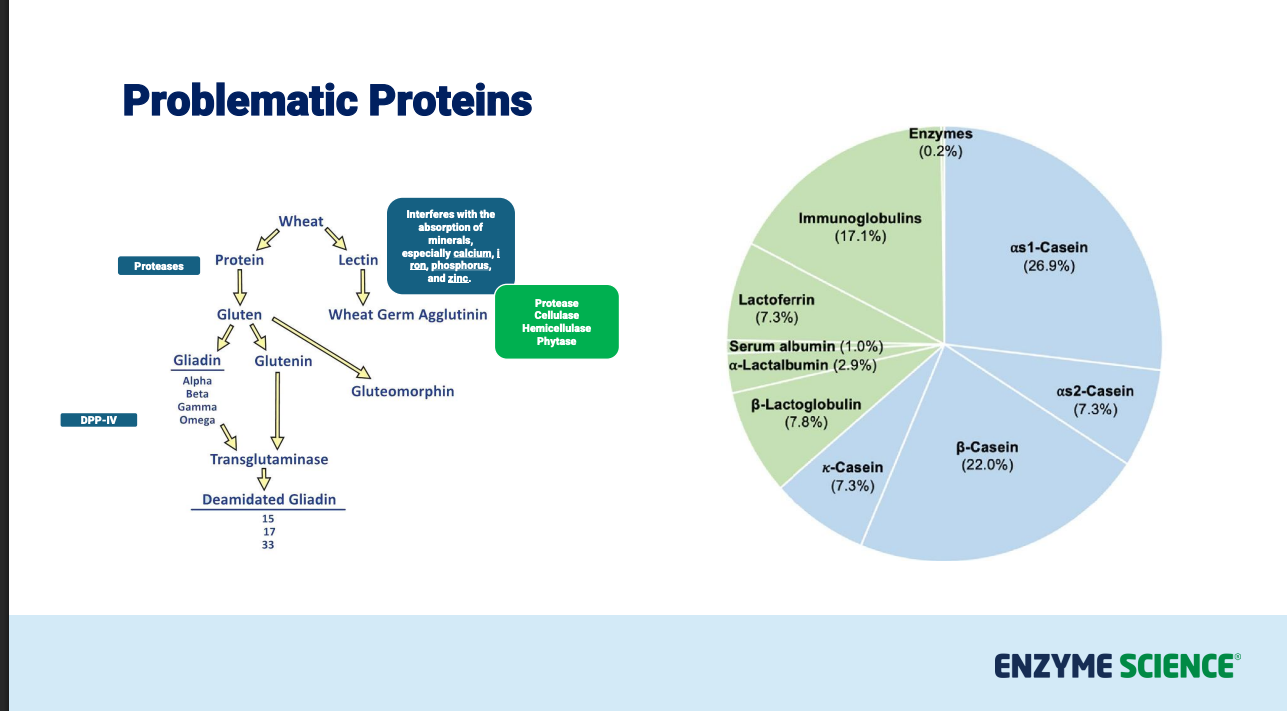 Problematic Proteins
Wheat
Protein
Lectin
Interferes with the
absorption of
minerals,
especially calcium, i
ron, phosphorus,
and zinc.
Proteases
Gluten
Wheat Germ Agglutinin
Protease
Cellulase
Hemicellulase
Phytase
Gliadin
Glutenin
Gluteomorphin
Alpha
Beta
Gamma
Omega
DPP-IV
Transglutaminase
Deamidated Gliadin
15
17
33
Enzymes
(0.2%)
Immunoglobulins
(17.1%)
αs1-Casein
(26.9%)
Lactoferrin
(7.3%)
Serum albumin (1.0%)
α-Lactalbumin (2.9%)
β-Lactoglobulin
(7.8%)
αs2-Casein
(7.3%)
β-Casein
(22.0%)
κ-Casein
(7.3%)
ENZYME SCIENCE®